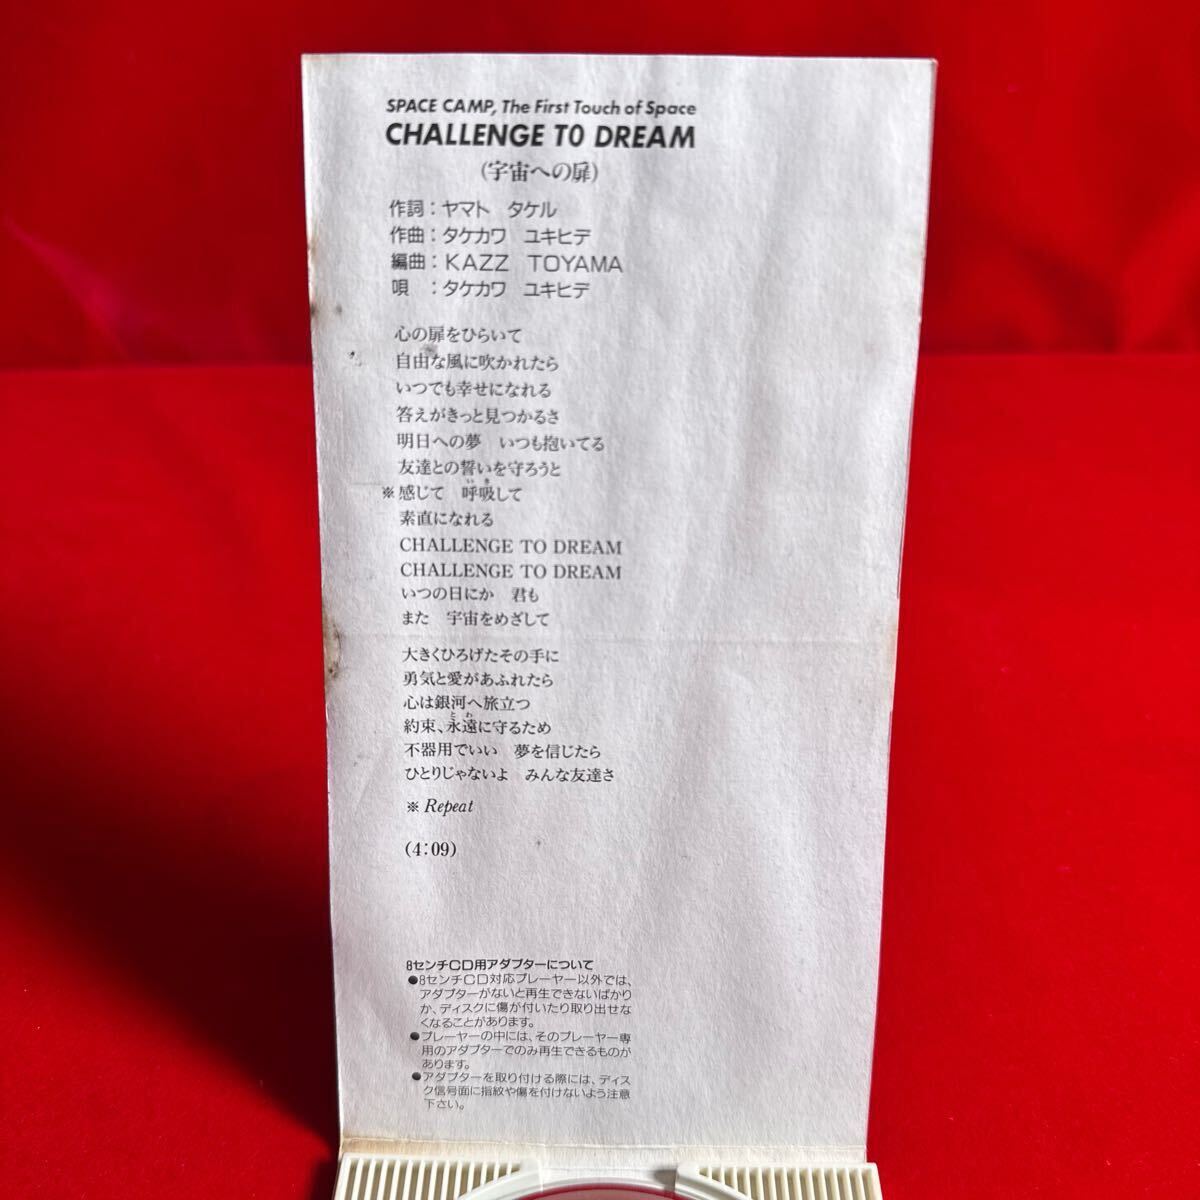 SPACE CAMP, The First Touch of Space
CHALLENGE TO DREAM
(宇宙への扉)
作詞：ヤマト タケル
作曲：タケカワ ユキヒデ
編曲：KAZZ TOYAMA
唄 ：タケカワ ユキヒデ
心の扉をひらいて
自由な風に吹かれたら
いつでも幸せになれる
答えがきっと見つかるさ
明日への夢 いつも抱いてる
友達との誓いを守ろうと
いき
※感じて 呼吸して
素直になれる
CHALLENGE TO DREAM
CHALLENGE TO DREAM
いつの日にか 君も
また 宇宙をめざして
大きくひろげたその手に
勇気と愛があふれたら
心は銀河へ旅立つ
とわ
約束、永遠に守るため
不器用でいい 夢を信じたら
ひとりじゃないよ みんな友達さ
※ Repeat
(4:09)
8センチCD用アダプターについて
●8センチCD対応プレーヤー以外では、
アダプターがないと再生できないばかり
か、ディスクに傷が付いたり取り出せな
くなることがあります。
●プレーヤーの中には、そのプレーヤー専
用のアダプターでのみ再生できるものが
あります。
●アダプターを取り付ける際には、ディス
ク信号面に指紋や傷を付けないよう注意
下さい。